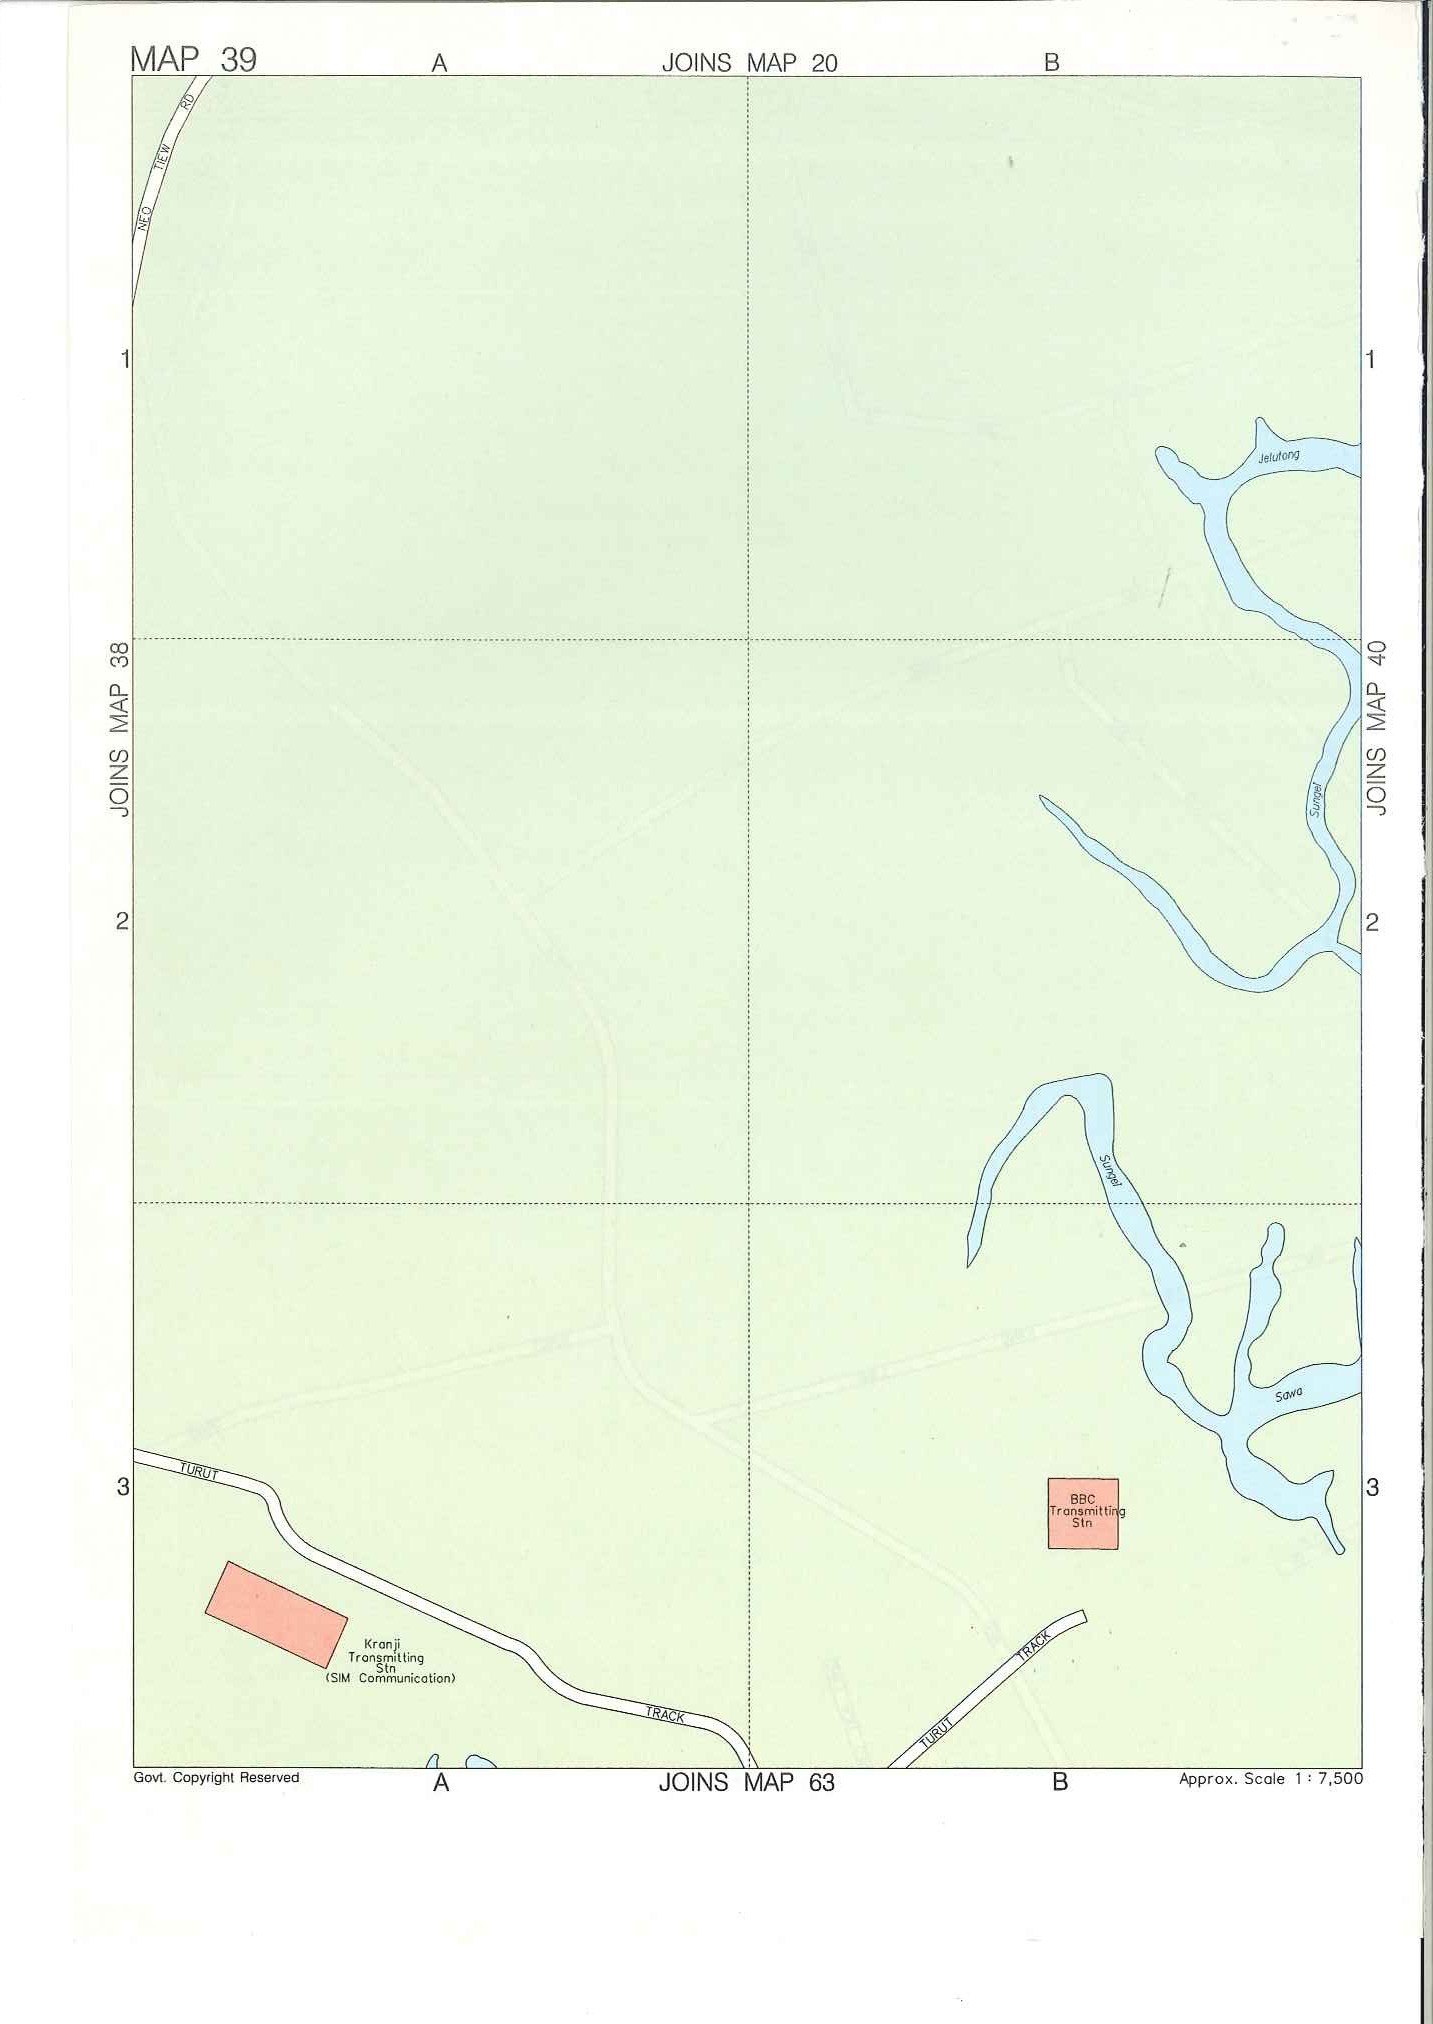 MAP 39
A
JOINS MAP 20
B
NEO TIEW RD
1
1
Jelutong
JOINS MAP 38
JOINS MAP 40
Sungei
2
2
Sungei
Sawa
3
3
TURUT
BBC
Transmitting
Stn
Kranji
Transmitting
Stn
(SIM Communication)
TRACK
TRACK
TURUT
Govt. Copyright Reserved
A
JOINS MAP 63
B
Approx. Scale 1 : 7,500